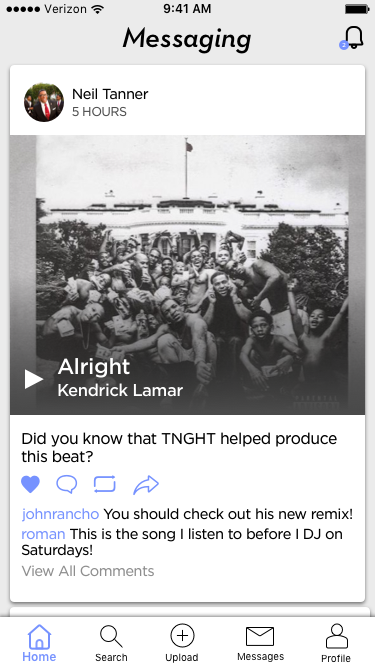 Verizon 9:41 AM
Messaging
2
Neil Tanner
5 HOURS
Alright
Kendrick Lamar
Did you know that TNGHT helped produce
this beat?
johnrancho You should check out his new remix!
roman This is the song I listen to before I DJ on
Saturdays!
View All Comments
Home Search Upload Messages Profile